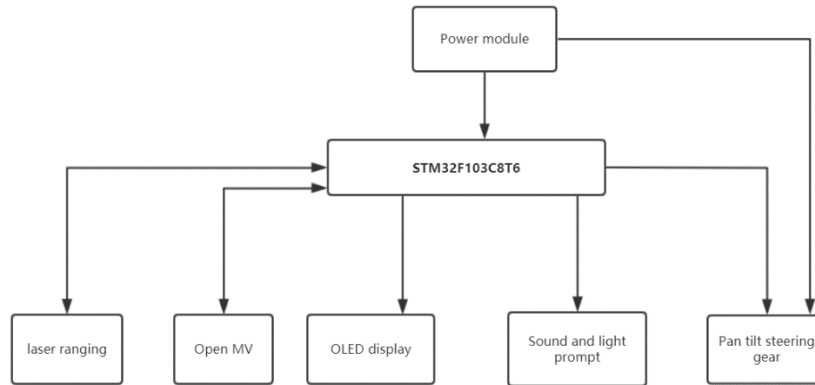 Power module
STM32F103C8T6
laser ranging
Open MV
OLED display
Sound and light
prompt
Pan tilt steering
gear